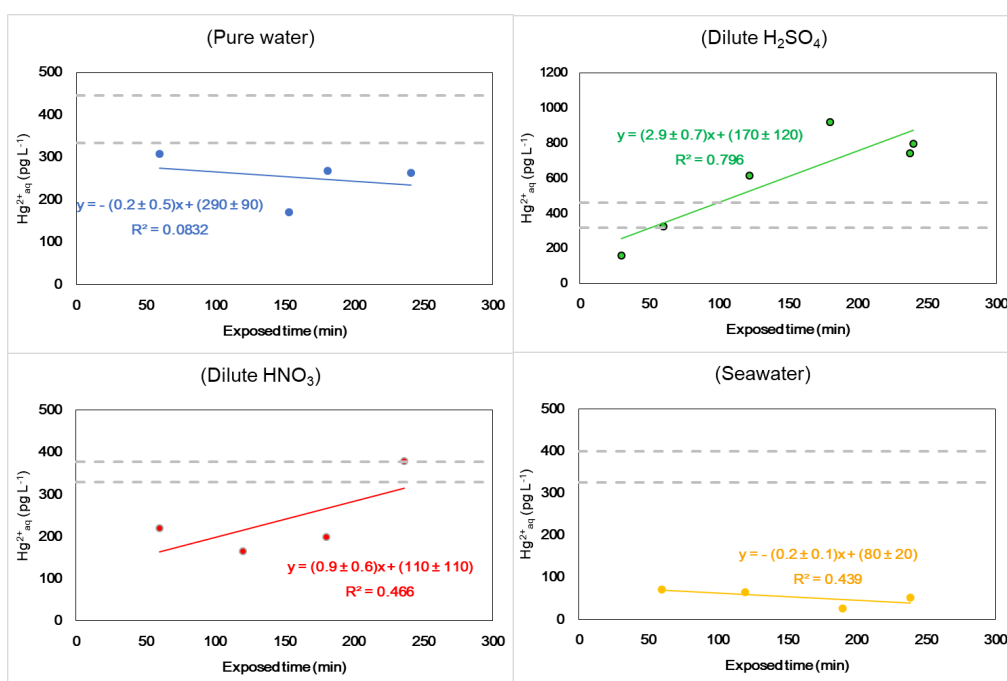 (Pure water)
500
400
300
200
100
0
Hg²⁺aq (pg L⁻¹)
y = - (0.2 ± 0.5)x + (290 ± 90)
R² = 0.0832
0 50 100 150 200 250 300
Exposed time (min)
(Dilute H₂SO₄)
1200
1000
800
600
400
200
0
Hg²⁺aq (pg L⁻¹)
y = (2.9 ± 0.7)x + (170 ± 120)
R² = 0.796
0 50 100 150 200 250 300
Exposed time (min)
(Dilute HNO₃)
500
400
300
200
100
0
Hg²⁺aq (pg L⁻¹)
y = (0.9 ± 0.6)x + (110 ± 110)
R² = 0.466
0 50 100 150 200 250 300
Exposed time (min)
(Seawater)
500
400
300
200
100
0
Hg²⁺aq (pg L⁻¹)
y = - (0.2 ± 0.1)x + (80 ± 20)
R² = 0.439
0 50 100 150 200 250 300
Exposed time (min)